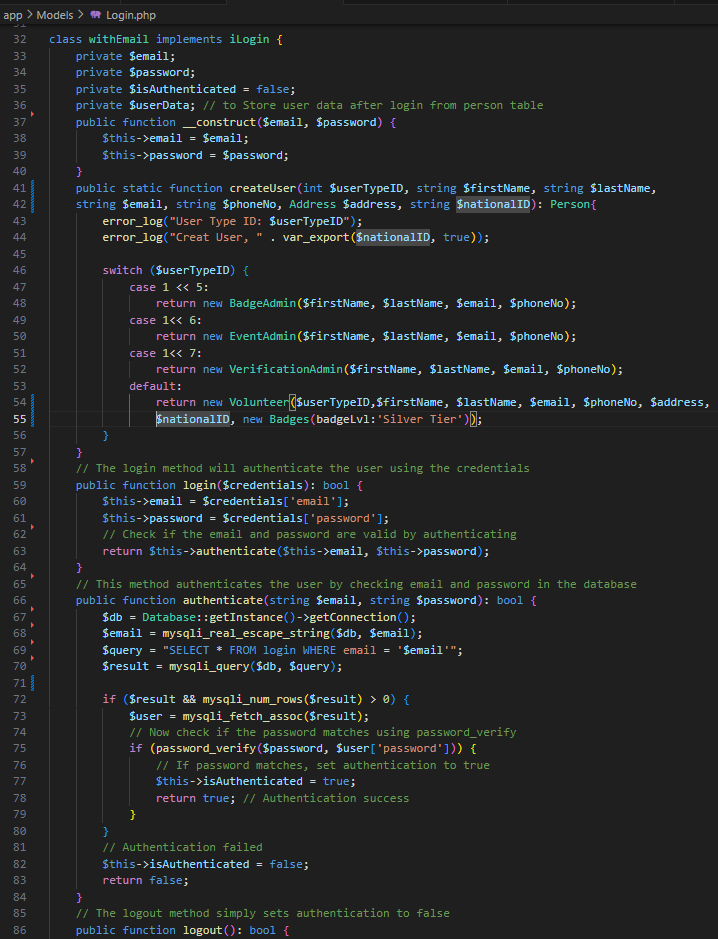 app > Models > Login.php
32 class withEmail implements iLogin {
33 private $email;
34 private $password;
35 private $isAuthenticated = false;
36 private $userData; // to Store user data after login from person table
37 public function __construct($email, $password) {
38 $this->email = $email;
39 $this->password = $password;
40 }
41 public static function createUser(int $userTypeID, string $firstName, string $lastName,
42 string $email, string $phoneNo, Address $address, string $nationalID): Person{
43 error_log("User Type ID: $userTypeID");
44 error_log("Creat User, " . var_export($nationalID, true));
45
46 switch ($userTypeID) {
47 case 1 << 5:
48 return new BadgeAdmin($firstName, $lastName, $email, $phoneNo);
49 case 1<< 6:
50 return new EventAdmin($firstName, $lastName, $email, $phoneNo);
51 case 1<< 7:
52 return new VerificationAdmin($firstName, $lastName, $email, $phoneNo);
53 default:
54 return new Volunteer($userTypeID,$firstName, $lastName, $email, $phoneNo, $address,
55 $nationalID, new Badges(badgeLvl:'Silver Tier'));
56 }
57 }
58 // The login method will authenticate the user using the credentials
59 public function login($credentials): bool {
60 $this->email = $credentials['email'];
61 $this->password = $credentials['password'];
62 // Check if the email and password are valid by authenticating
63 return $this->authenticate($this->email, $this->password);
64 }
65 // This method authenticates the user by checking email and password in the database
66 public function authenticate(string $email, string $password): bool {
67 $db = Database::getInstance()->getConnection();
68 $email = mysqli_real_escape_string($db, $email);
69 $query = "SELECT * FROM login WHERE email = '$email'";
70 $result = mysqli_query($db, $query);
71
72 if ($result && mysqli_num_rows($result) > 0) {
73 $user = mysqli_fetch_assoc($result);
74 // Now check if the password matches using password_verify
75 if (password_verify($password, $user['password'])) {
76 // If password matches, set authentication to true
77 $this->isAuthenticated = true;
78 return true; // Authentication success
79 }
80 }
81 // Authentication failed
82 $this->isAuthenticated = false;
83 return false;
84 }
85 // The logout method simply sets authentication to false
86 public function logout(): bool {